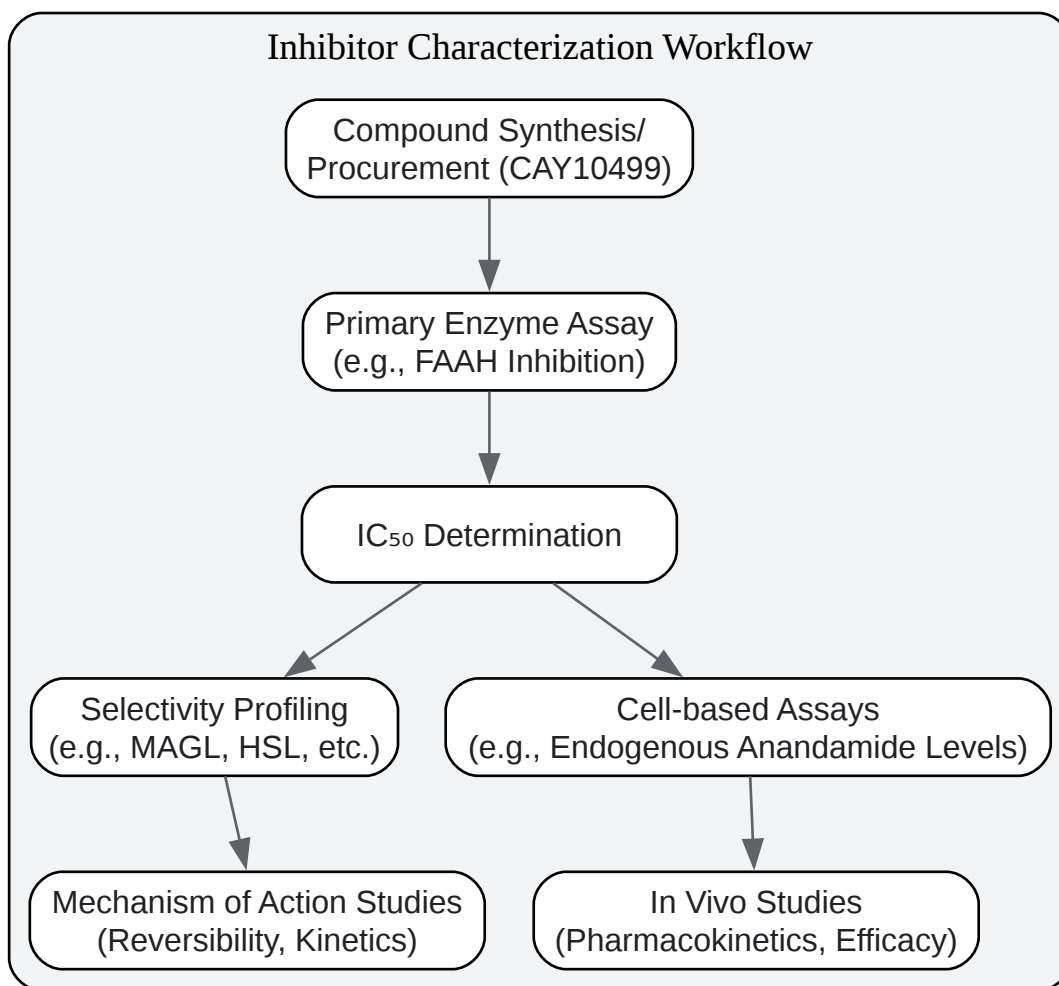 Inhibitor Characterization Workflow
Compound Synthesis/
Procurement (CAY10499)
Primary Enzyme Assay
(e.g., FAAH Inhibition)
IC₅₀ Determination
Selectivity Profiling
(e.g., MAGL, HSL, etc.)
Cell-based Assays
(e.g., Endogenous Anandamide Levels)
Mechanism of Action Studies
(Reversibility, Kinetics)
In Vivo Studies
(Pharmacokinetics, Efficacy)